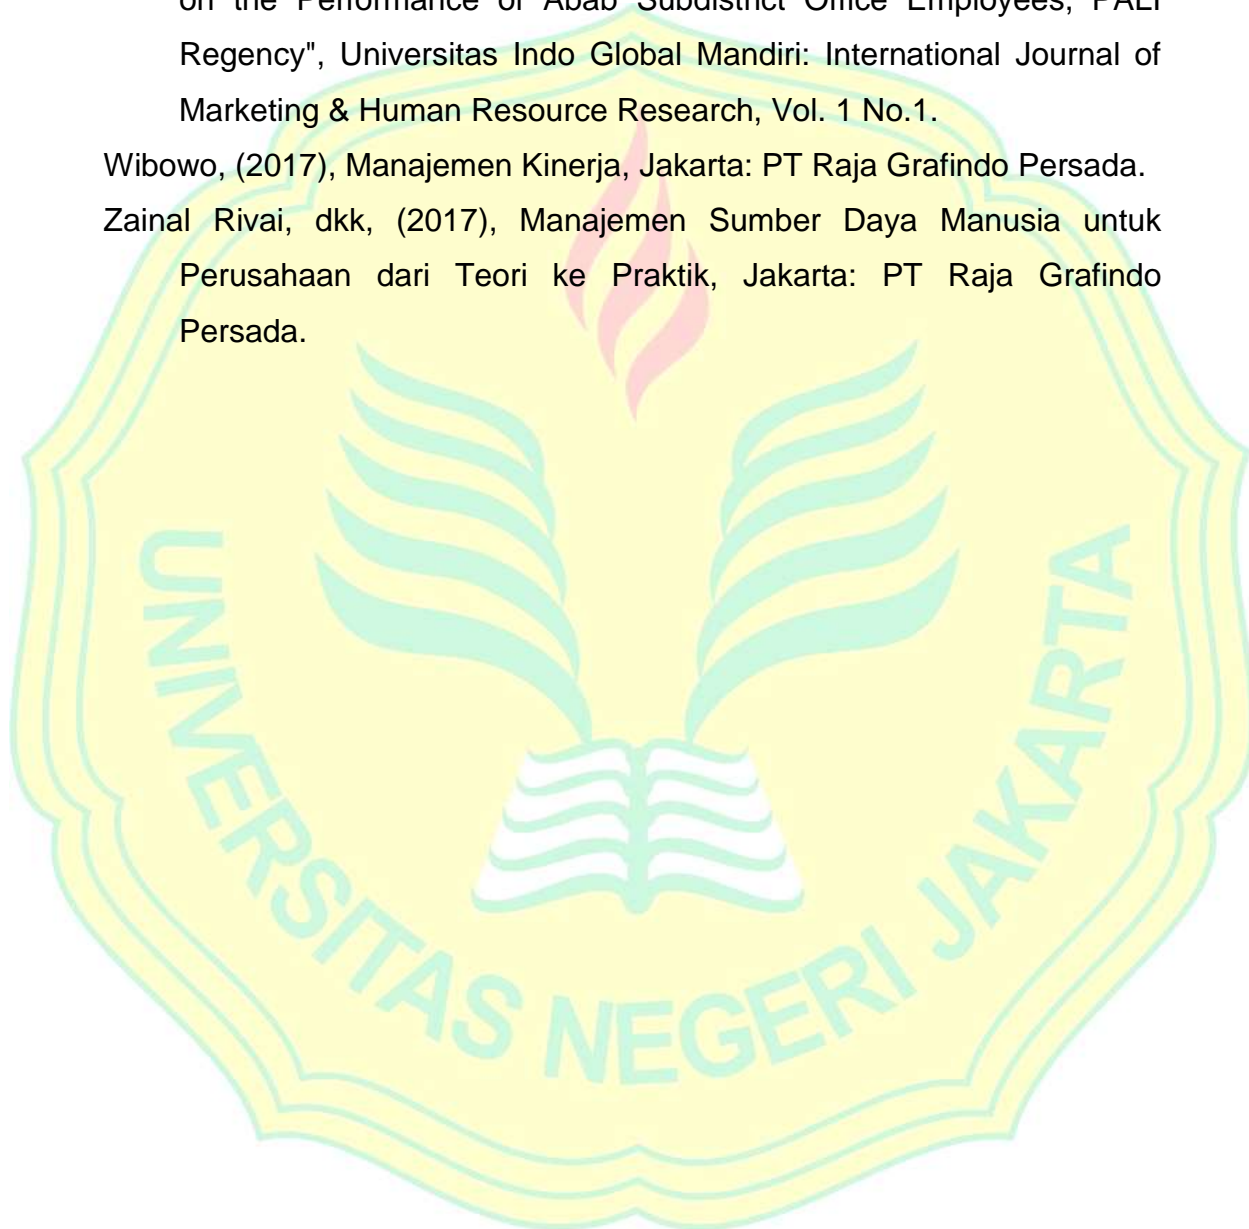 on the Performance of Abab Subdistrict Office Employees, PALI
Regency", Universitas Indo Global Mandiri: International Journal of
Marketing & Human Resource Research, Vol. 1 No.1.
Wibowo, (2017), Manajemen Kinerja, Jakarta: PT Raja Grafindo Persada.
Zainal Rivai, dkk, (2017), Manajemen Sumber Daya Manusia untuk
Perusahaan dari Teori ke Praktik, Jakarta: PT Raja Grafindo
Persada.
UNIVERSITAS NEGERI JAKARTA